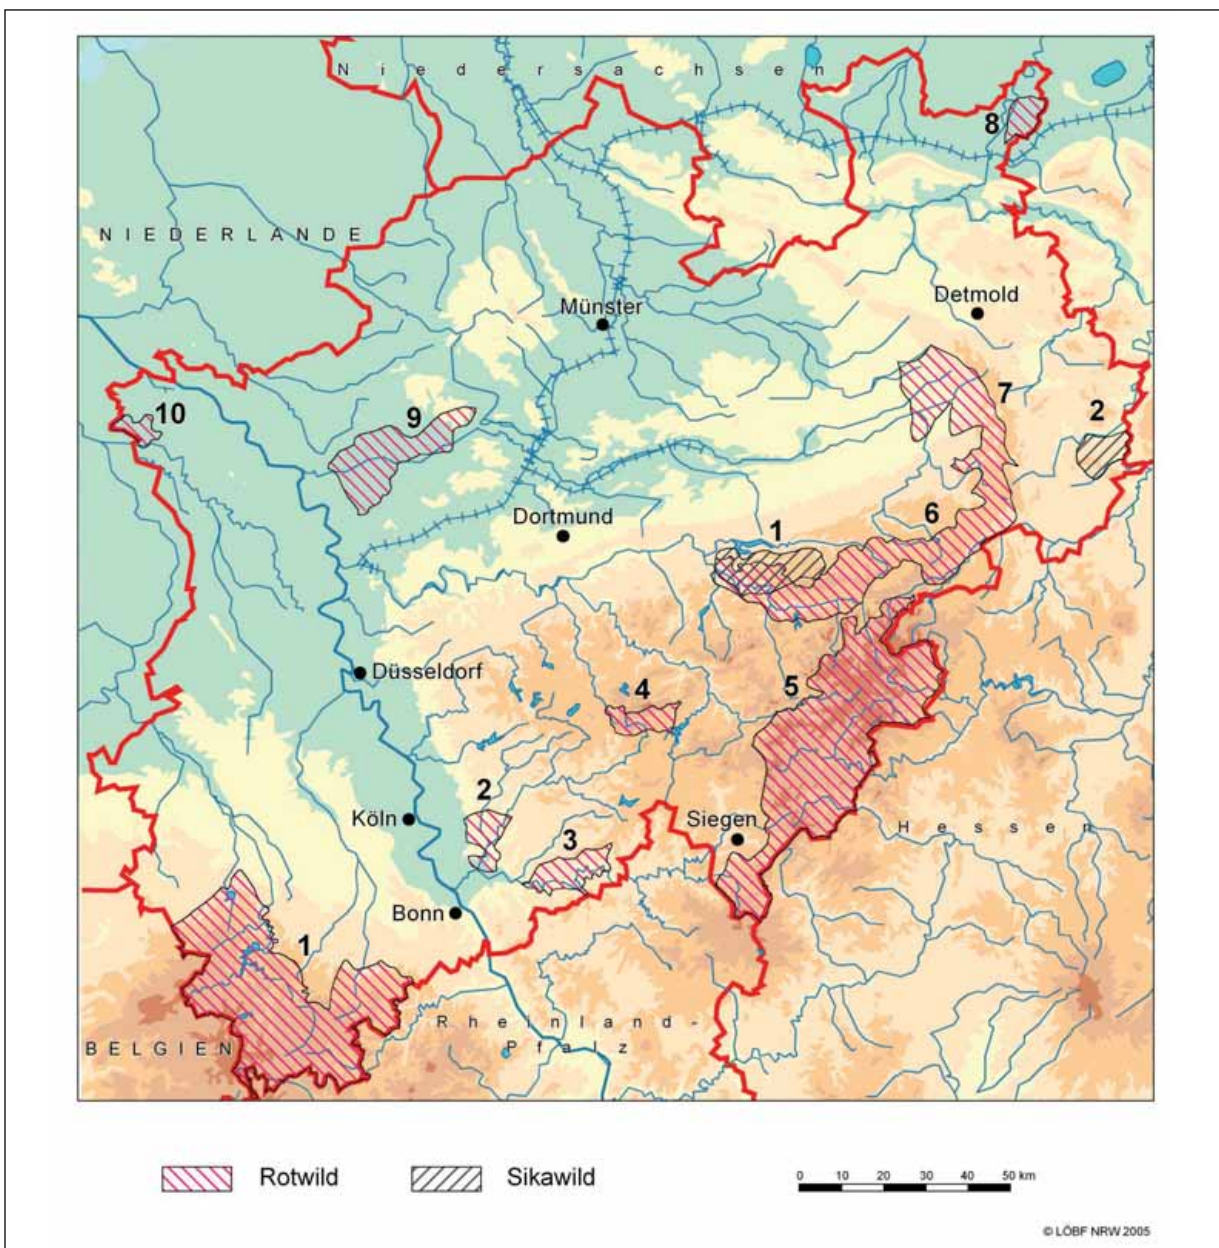 Niedersachsen
8
NIEDERLANDE
Münster
Detmold
10
9
7
2
Dortmund
1
6
Düsseldorf
4
5
2
Köln
3
Siegen
Hessen
Bonn
1
Rheinland-
Pfalz
BELGIEN
Rotwild
Sikawild
0 10 20 30 40 50 km
© LÖBF NRW 2005